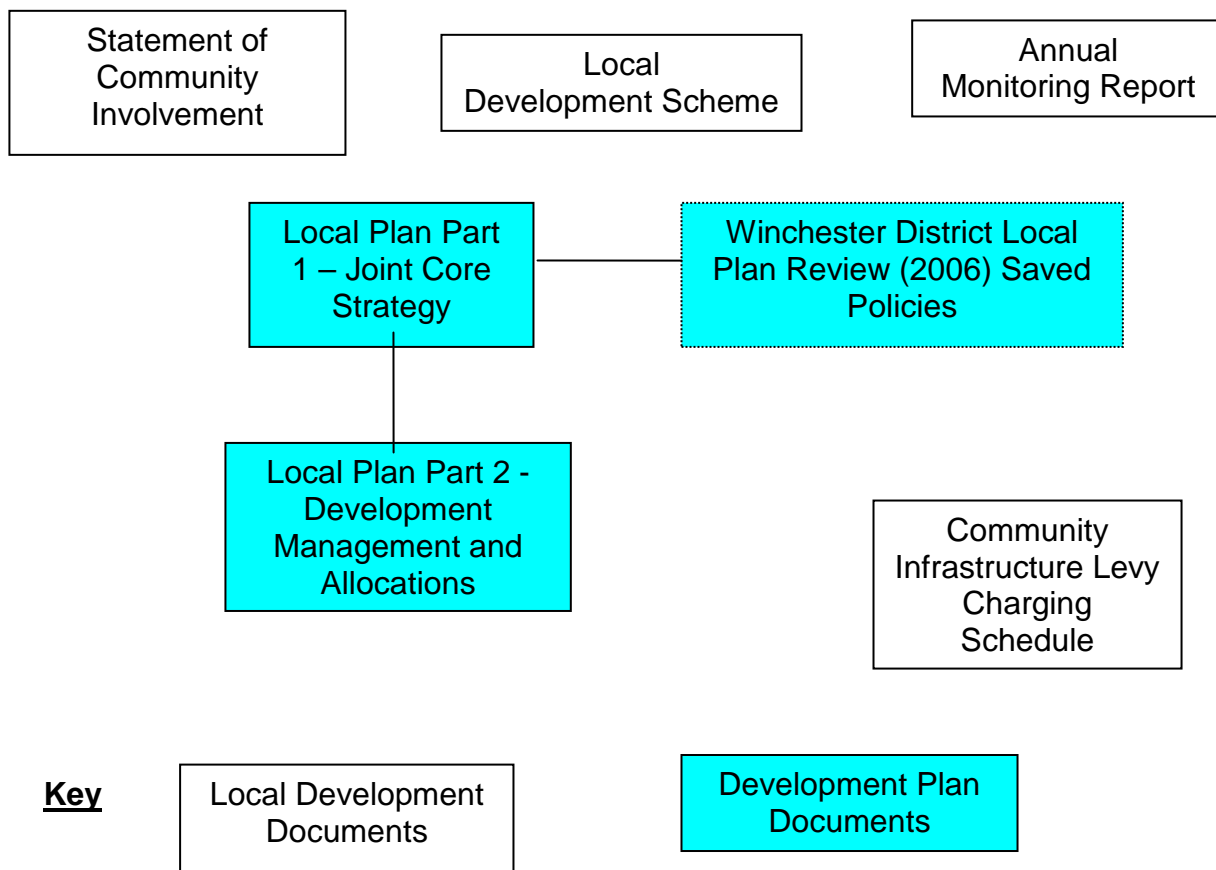 Statement of
Community
Involvement
Local
Development Scheme
Annual
Monitoring Report
Local Plan Part
1 – Joint Core
Strategy
Winchester District Local
Plan Review (2006) Saved
Policies
Local Plan Part 2 -
Development
Management and
Allocations
Community
Infrastructure Levy
Charging
Schedule
Key
Local Development
Documents
Development Plan
Documents